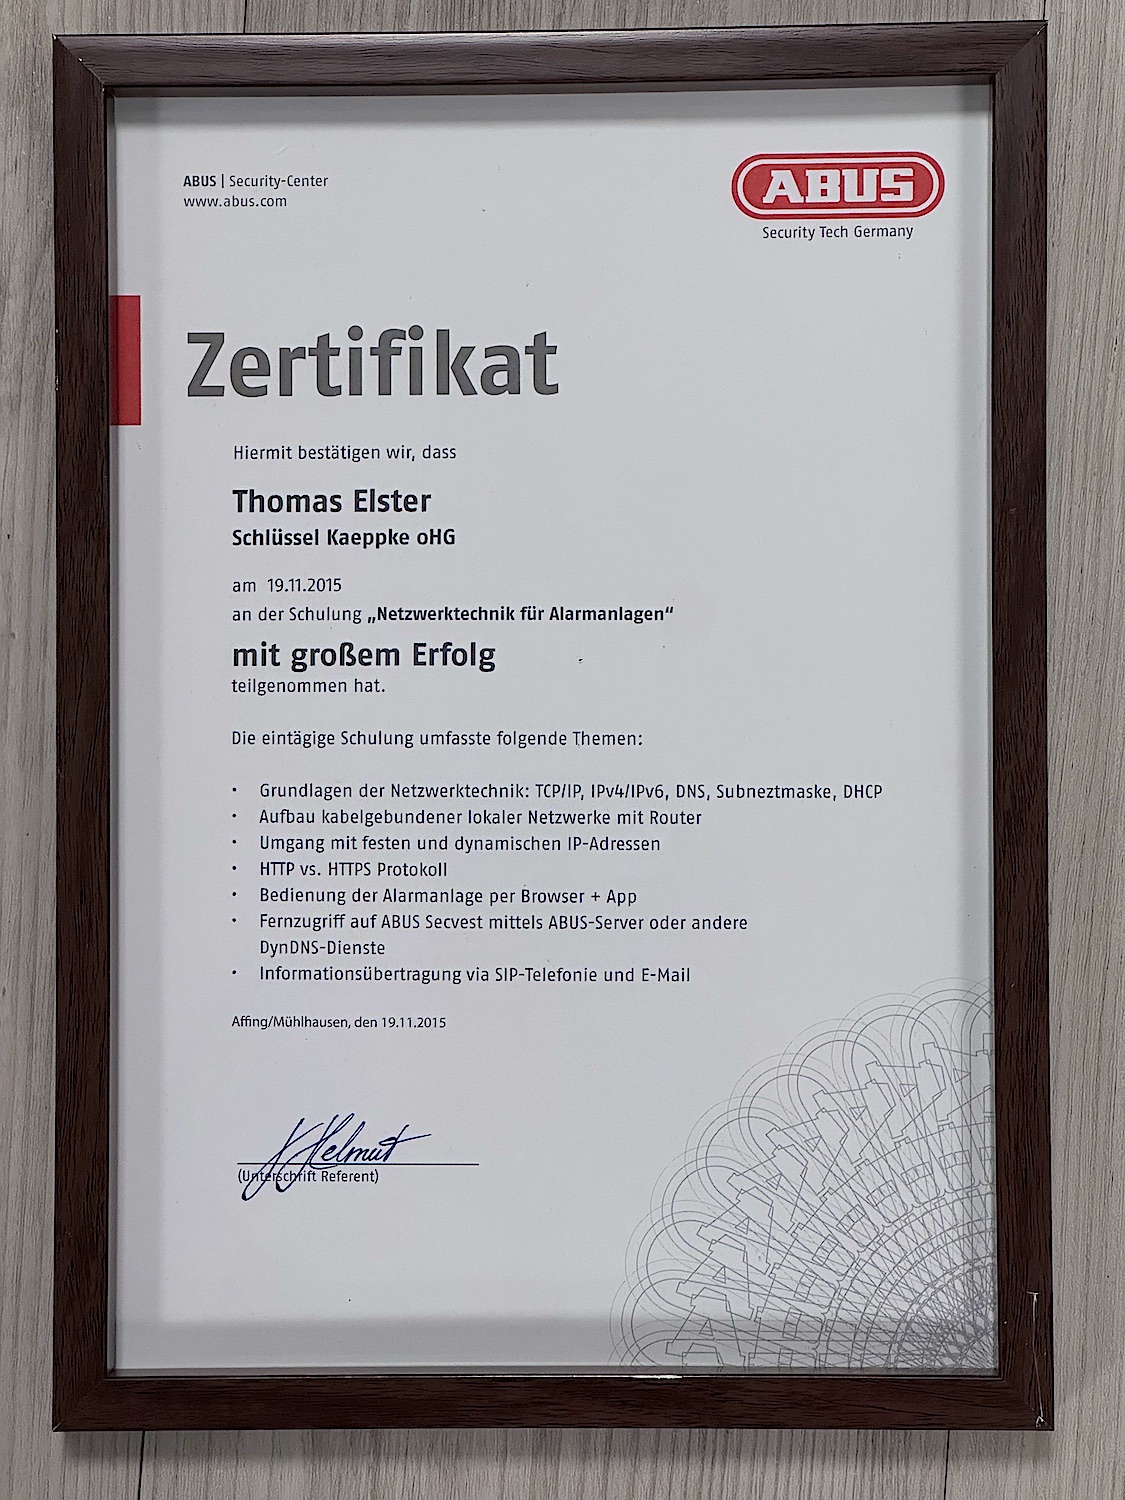 ABUS | Security-Center
www.abus.com
ABUS
Security Tech Germany
Zertifikat
Hiermit bestätigen wir, dass
Thomas Elster
Schlüssel Kaeppke oHG
am 19.11.2015
an der Schulung „Netzwerktechnik für Alarmanlagen“
mit großem Erfolg
teilgenommen hat.
Die eintägige Schulung umfasste folgende Themen:
• Grundlagen der Netzwerktechnik: TCP/IP, IPv4/IPv6, DNS, Subneztmaske, DHCP
• Aufbau kabelgebundener lokaler Netzwerke mit Router
• Umgang mit festen und dynamischen IP-Adressen
• HTTP vs. HTTPS Protokoll
• Bedienung der Alarmanlage per Browser + App
• Fernzugriff auf ABUS Secvest mittels ABUS-Server oder andere
DynDNS-Dienste
• Informationsübertragung via SIP-Telefonie und E-Mail
Affing/Mühlhausen, den 19.11.2015
Helmut
(Unterschrift Referent)